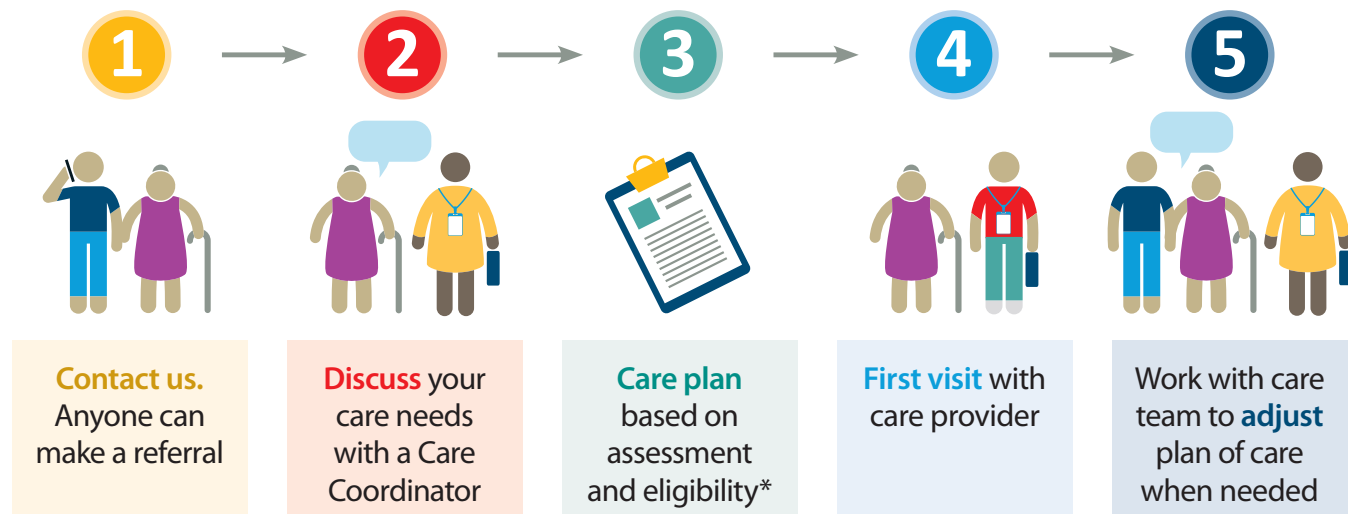 1
2
3
4
5
Contact us.
Anyone can
make a referral
Discuss your
care needs
with a Care
Coordinator
Care plan
based on
assessment
and eligibility*
First visit with
care provider
Work with care
team to adjust
plan of care
when needed